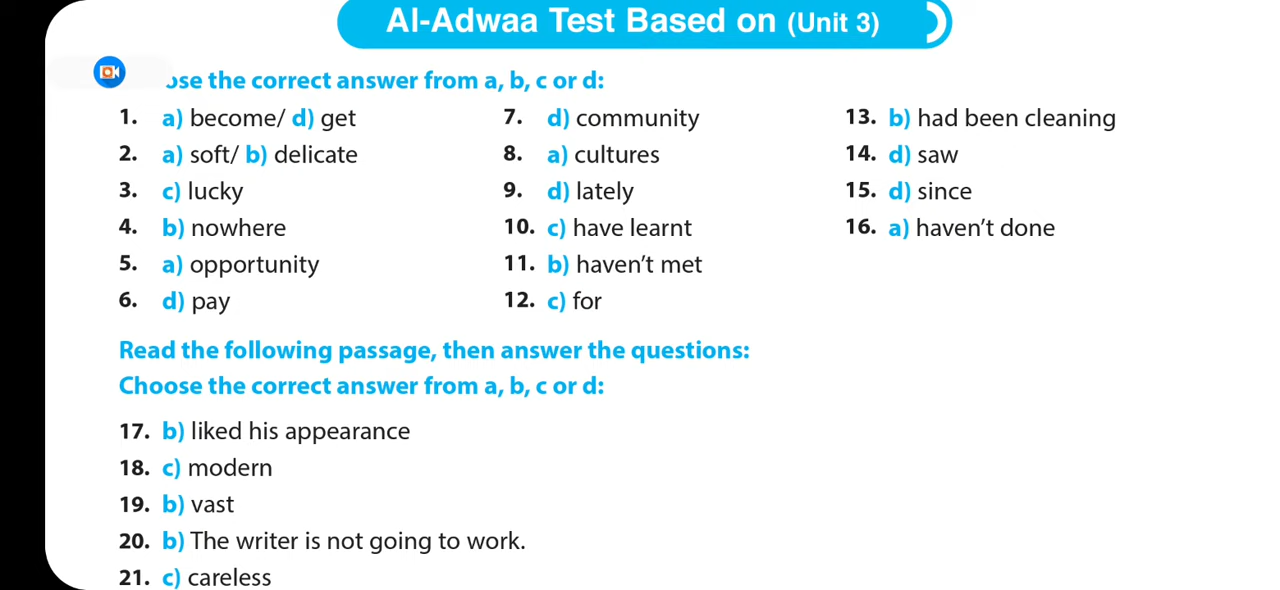 Al-Adwaa Test Based on (Unit 3)
ose the correct answer from a, b, c or d:
1. a) become/ d) get
2. a) soft/ b) delicate
3. c) lucky
4. b) nowhere
5. a) opportunity
6. d) pay
7. d) community
8. a) cultures
9. d) lately
10. c) have learnt
11. b) haven't met
12. c) for
13. b) had been cleaning
14. d) saw
15. d) since
16. a) haven't done
Read the following passage, then answer the questions:
Choose the correct answer from a, b, c or d:
17. b) liked his appearance
18. c) modern
19. b) vast
20. b) The writer is not going to work.
21. c) careless